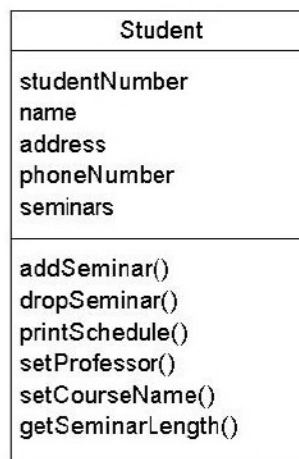 Student
studentNumber
name
address
phoneNumber
seminars
addSeminar()
dropSeminar()
printSchedule()
setProfessor()
setCourseName()
getSeminarLength()